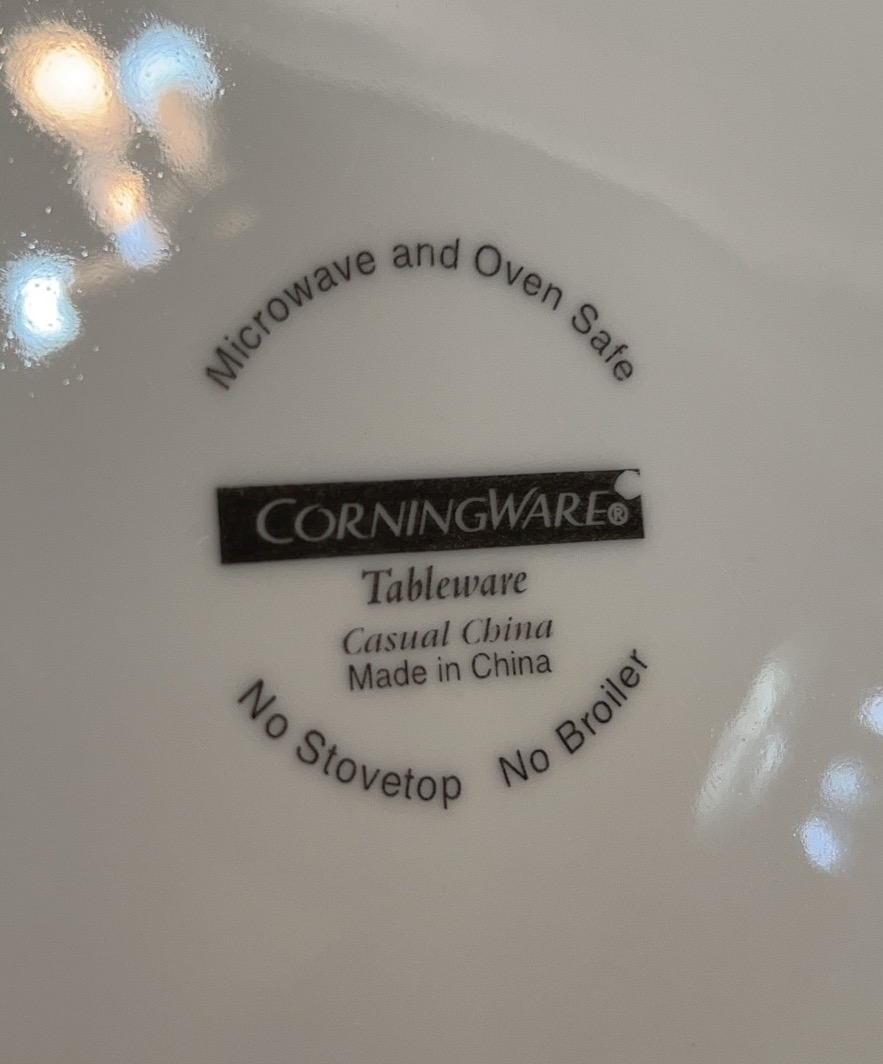 Microwave and Oven Safe
CORNINGWARE®
Tableware
Casual China
Made in China
No Stovetop No Broiler